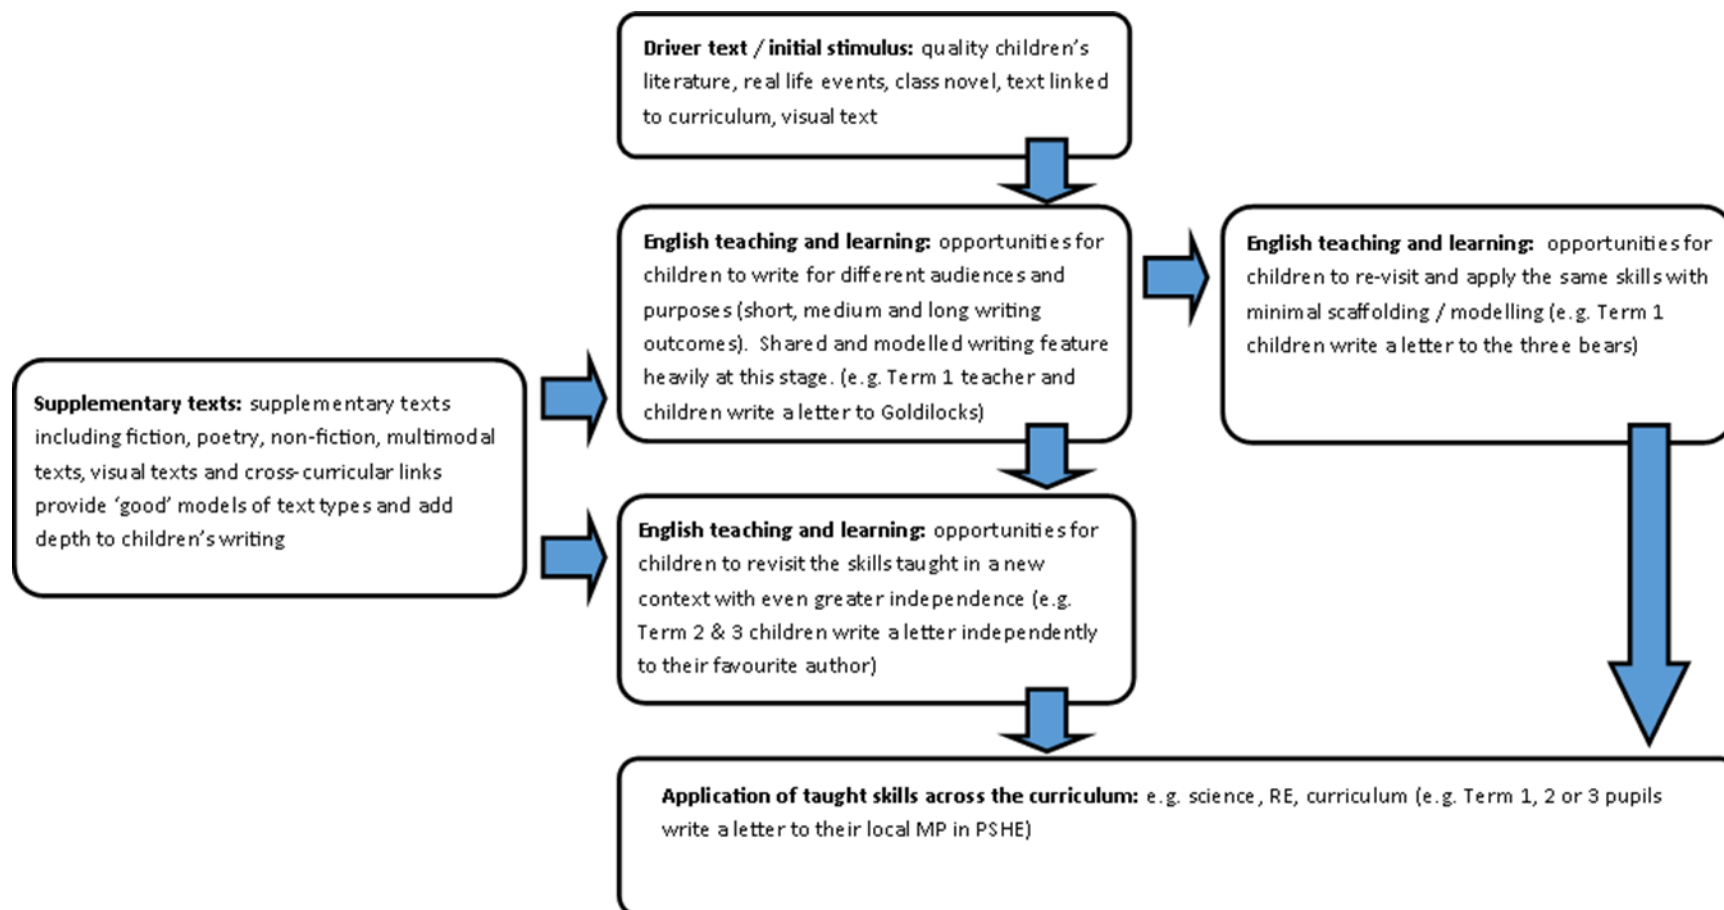 Driver text / initial stimulus: quality children's
literature, real life events, class novel, text linked
to curriculum, visual text
English teaching and learning: opportunities for
children to write for different audiences and
purposes (short, medium and long writing
outcomes).  Shared and modelled writing feature
heavily at this stage. (e.g. Term 1 teacher and
children write a letter to Goldilocks)
English teaching and learning:  opportunities for
children to re-visit and apply the same skills with
minimal scaffolding / modelling (e.g. Term 1
children write a letter to the three bears)
Supplementary texts: supplementary texts
including fiction, poetry, non-fiction, multimodal
texts, visual texts and cross-curricular links
provide ‘good’ models of text types and add
depth to children’s writing
English teaching and learning: opportunities for
children to revisit the skills taught in a new
context with even greater independence (e.g.
Term 2 & 3 children write a letter independently
to their favourite author)
Application of taught skills across the curriculum: e.g. science, RE, curriculum (e.g. Term 1, 2 or 3 pupils
write a letter to their local MP in PSHE)